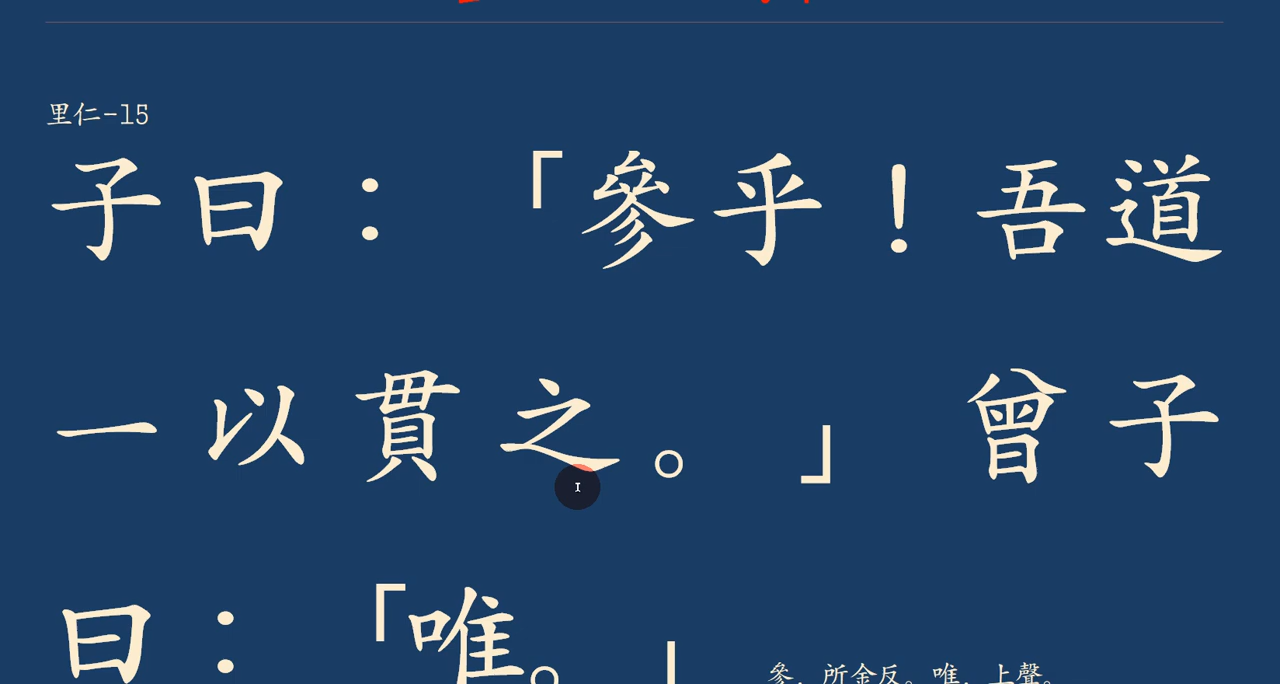 里仁-15
子曰：「參乎！吾道
一以貫之。」曾子
曰：「唯。」參，所金反。唯，上聲。